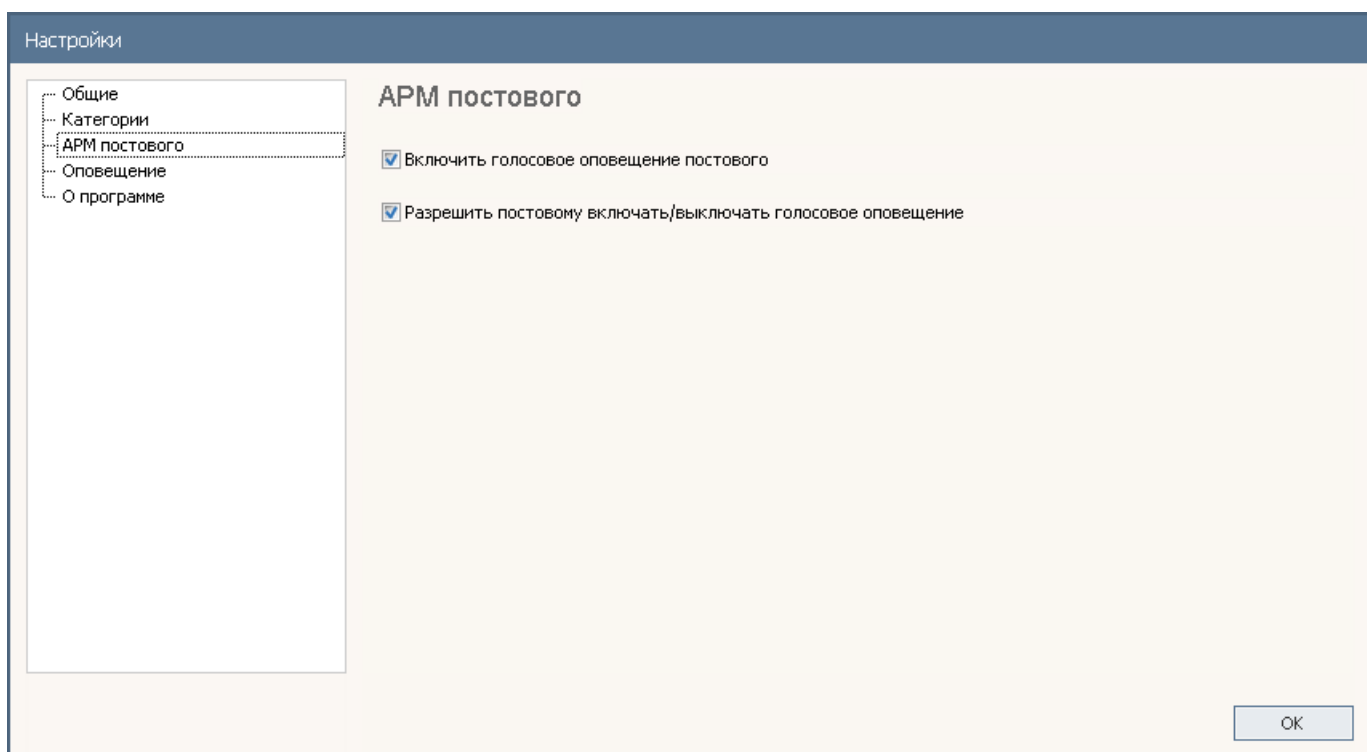 Настройки
Общие
Категории
АРМ постового
Оповещение
О программе
АРМ постового
Включить голосовое оповещение постового
Разрешить постовому включать/выключать голосовое оповещение
OK